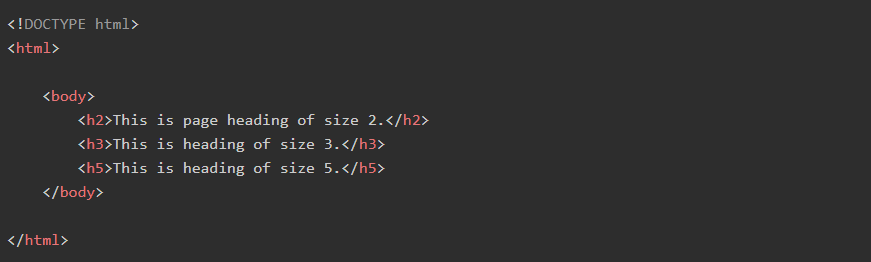 <!DOCTYPE html>
<html>
<body>
<h2>This is page heading of size 2.</h2>
<h3>This is heading of size 3.</h3>
<h5>This is heading of size 5.</h5>
</body>
</html>